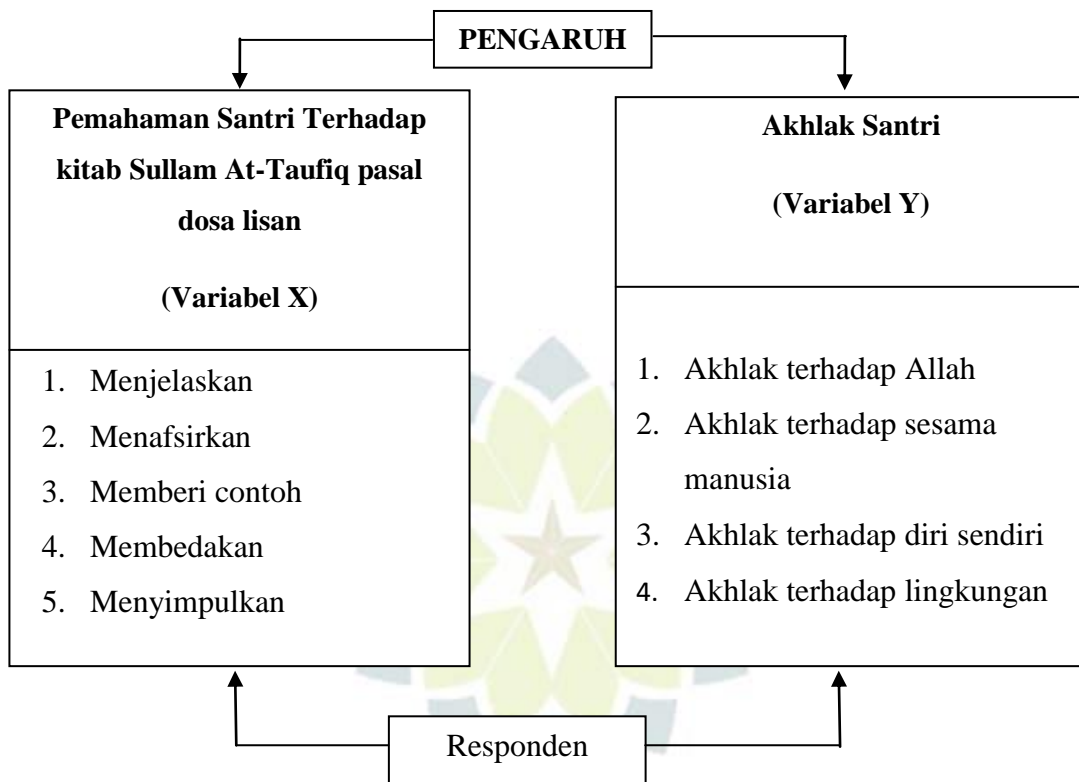 PENGARUH
Pemahaman Santri Terhadap
kitab Sullam At-Taufiq pasal
dosa lisan
(Variabel X)
1. Menjelaskan
2. Menafsirkan
3. Memberi contoh
4. Membedakan
5. Menyimpulkan
Akhlak Santri
(Variabel Y)
1. Akhlak terhadap Allah
2. Akhlak terhadap sesama
manusia
3. Akhlak terhadap diri sendiri
4. Akhlak terhadap lingkungan
Responden